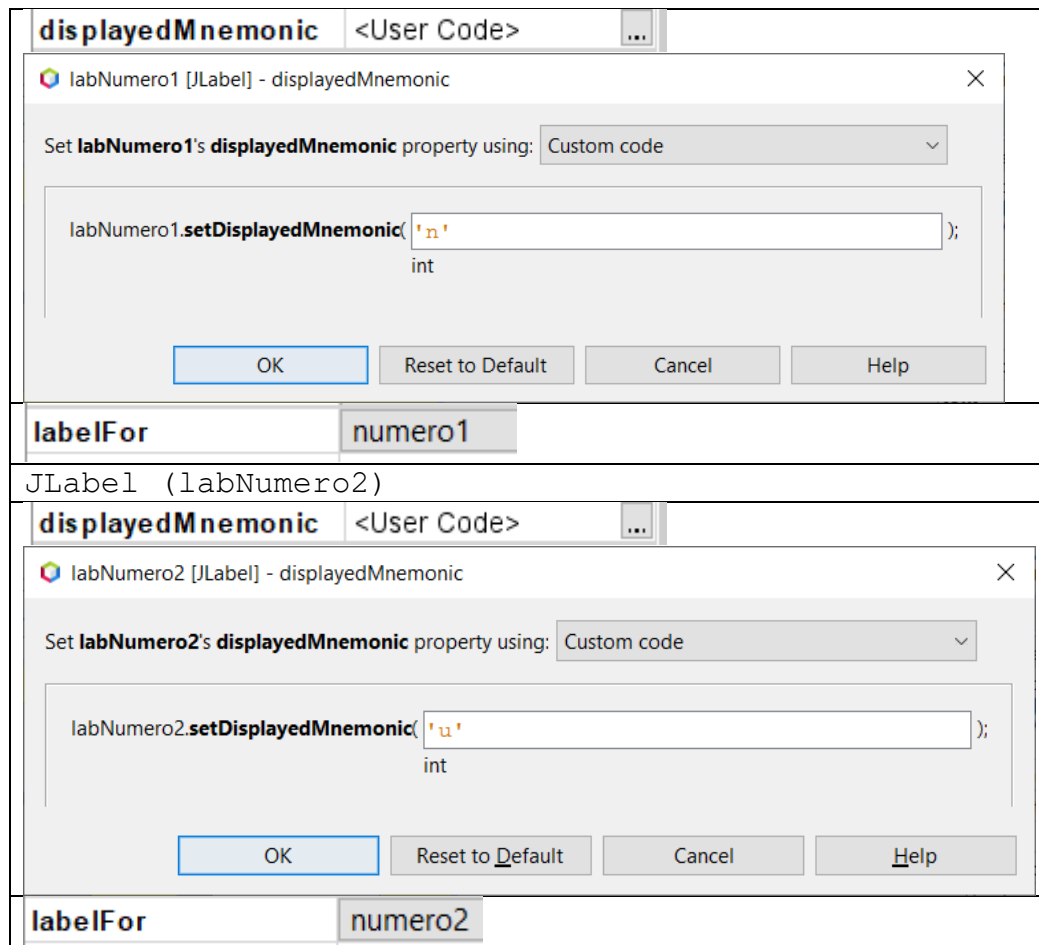 displayedMnemonic <User Code> ...
labNumero1 [JLabel] - displayedMnemonic
Set labNumero1's displayedMnemonic property using: Custom code
labNumero1.setDisplayedMnemonic( 'n' );
int
OK Reset to Default Cancel Help
labelFor numero1
JLabel (labNumero2)
displayedMnemonic <User Code> ...
labNumero2 [JLabel] - displayedMnemonic
Set labNumero2's displayedMnemonic property using: Custom code
labNumero2.setDisplayedMnemonic( 'u' );
int
OK Reset to Default Cancel Help
labelFor numero2